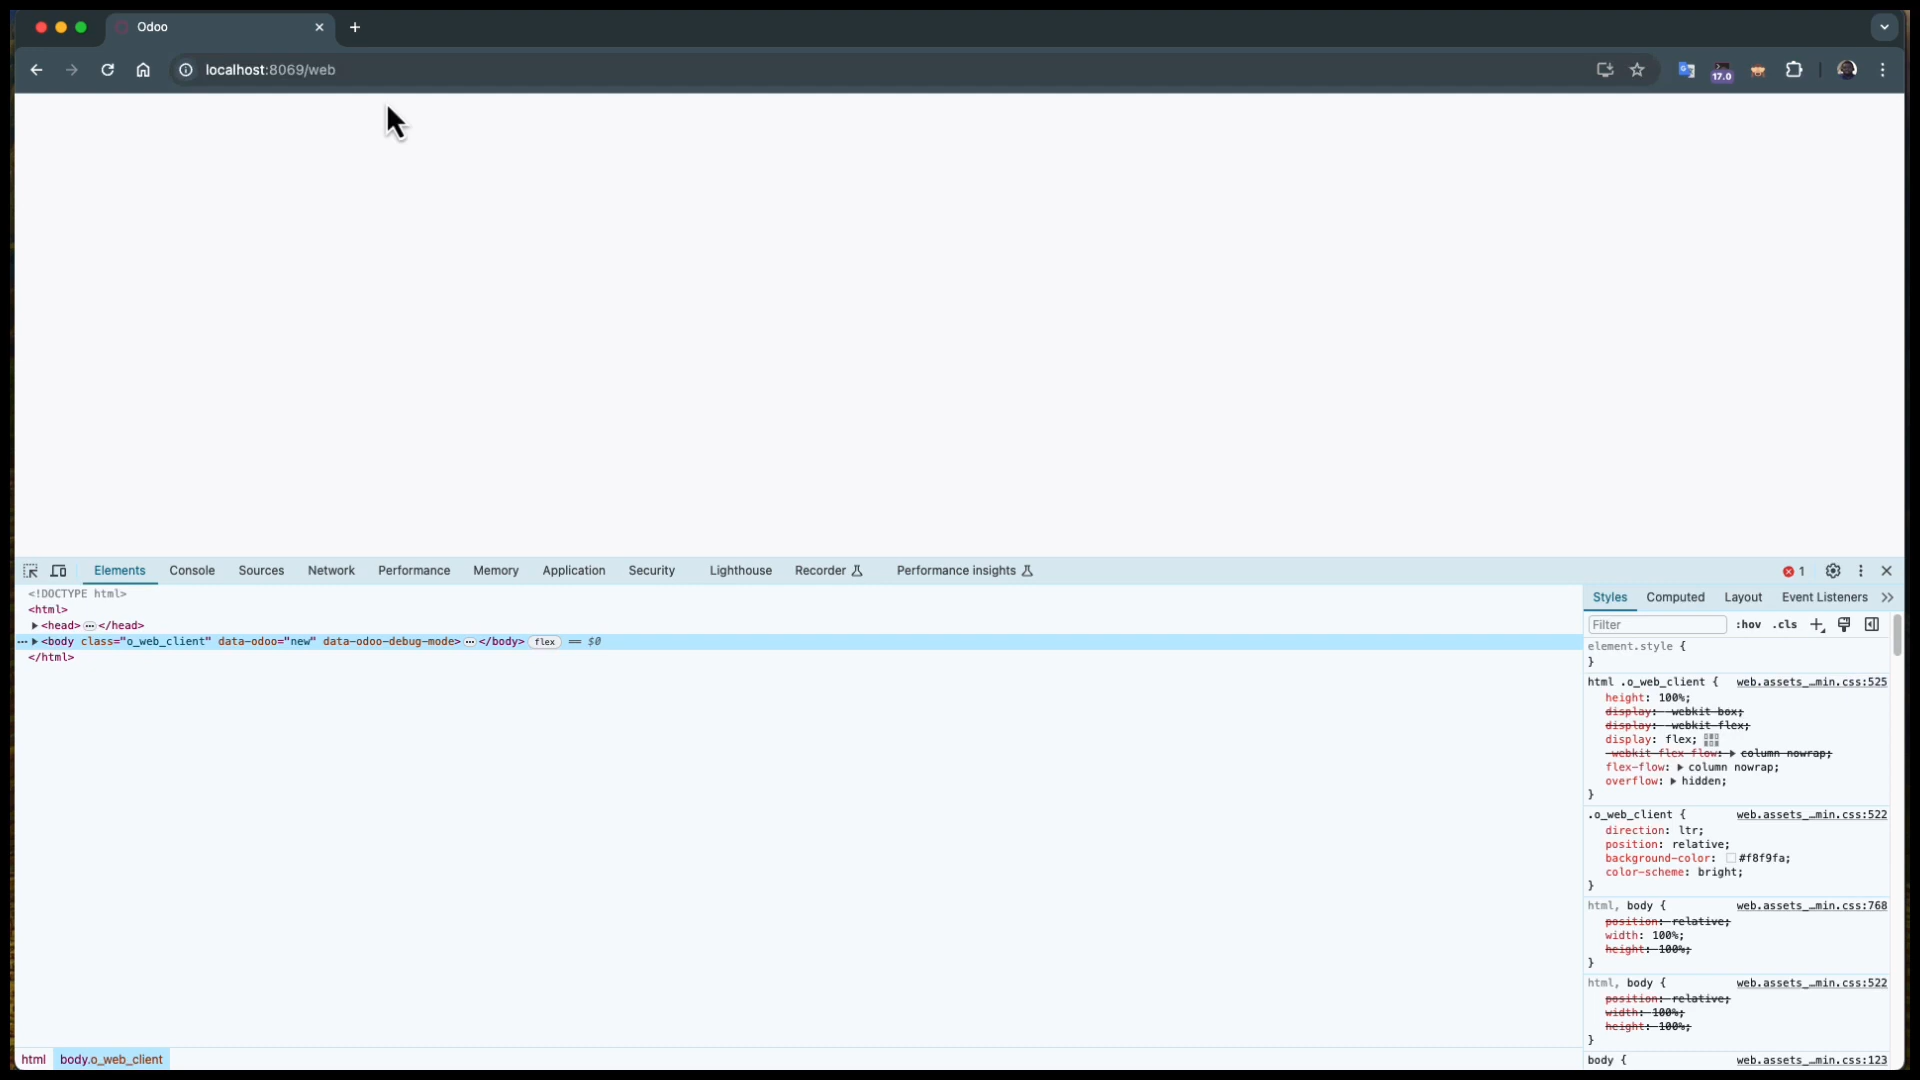 Odoo
localhost:8069/web
17.0
Elements Console Sources Network Performance Memory Application Security Lighthouse Recorder Performance insights 1
<!DOCTYPE html>
<html>
<head> … </head>
… <body class="o_web_client" data-odoo="new" data-odoo-debug-mode> … </body> flex == $0
</html>
html body.o_web_client
Styles Computed Layout Event Listeners
Filter :hov .cls
element.style {
}
html .o_web_client { web.assets_…min.css:525
height: 100%;
display: -webkit-box;
display: -webkit-flex;
display: flex;
-webkit-flex-flow: column nowrap;
flex-flow: column nowrap;
overflow: hidden;
}
.o_web_client { web.assets_…min.css:522
direction: ltr;
position: relative;
background-color: #f8f9fa;
color-scheme: bright;
}
html, body { web.assets_…min.css:768
position: relative;
width: 100%;
height: 100%;
}
html, body { web.assets_…min.css:522
position: relative;
width: 100%;
height: 100%;
}
body { web.assets_…min.css:123